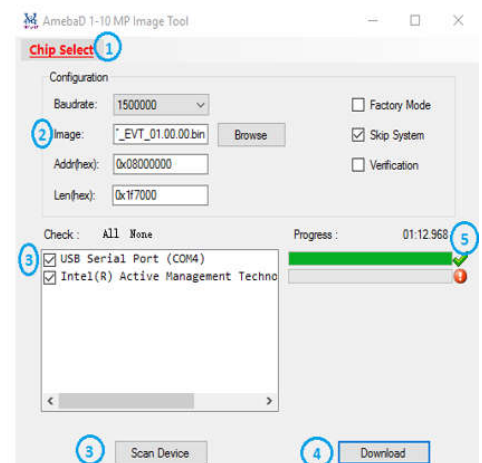 AmebaD 1-10 MP Image Tool
Chip Select 1
Configuration
Baudrate: 1500000
Factory Mode
2 Image: "_EVT_01.00.00.bin Browse
Skip System
Addr(hex): 0x08000000
Verification
Len(hex): 0x1f7000
Check : All None Progress : 01:12.968 5
3 USB Serial Port (COM4)
Intel(R) Active Management Techno
3 Scan Device 4 Download